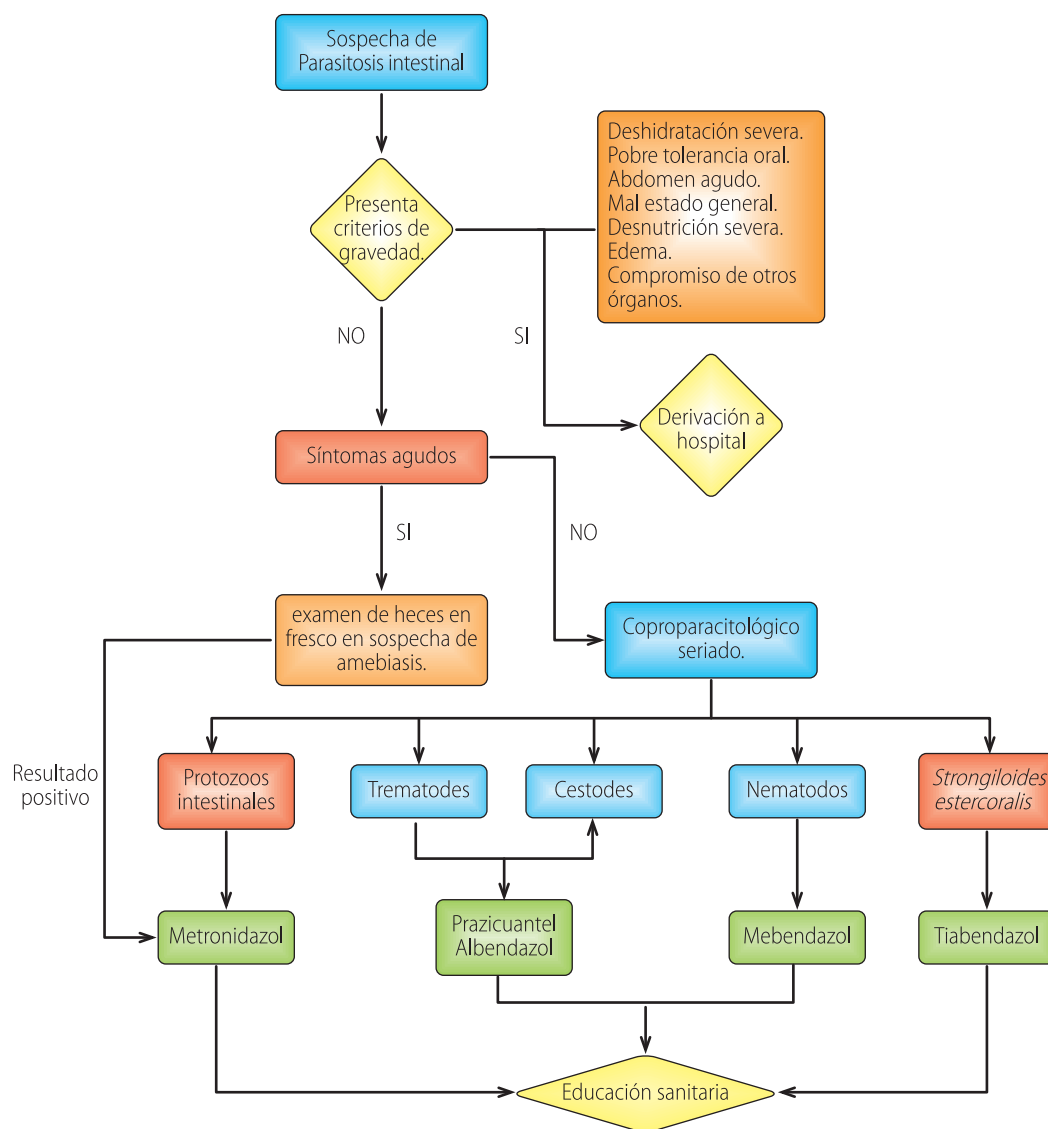 Sospecha de
Parasitosis intestinal
Deshidratación severa.
Pobre tolerancia oral.
Abdomen agudo.
Mal estado general.
Desnutrición severa.
Edema.
Compromiso de otros
órganos.
Presenta
criterios de
gravedad.
NO
SI
Derivación a
hospital
Síntomas agudos
SI
NO
examen de heces en
fresco en sospecha de
amebiasis.
Coproparacitológico
seriado.
Resultado
positivo
Protozoos
intestinales
Trematodes
Cestodes
Nematodos
Strongiloides
estercoralis
Metronidazol
Prazicuantel
Albendazol
Mebendazol
Tiabendazol
Educación sanitaria